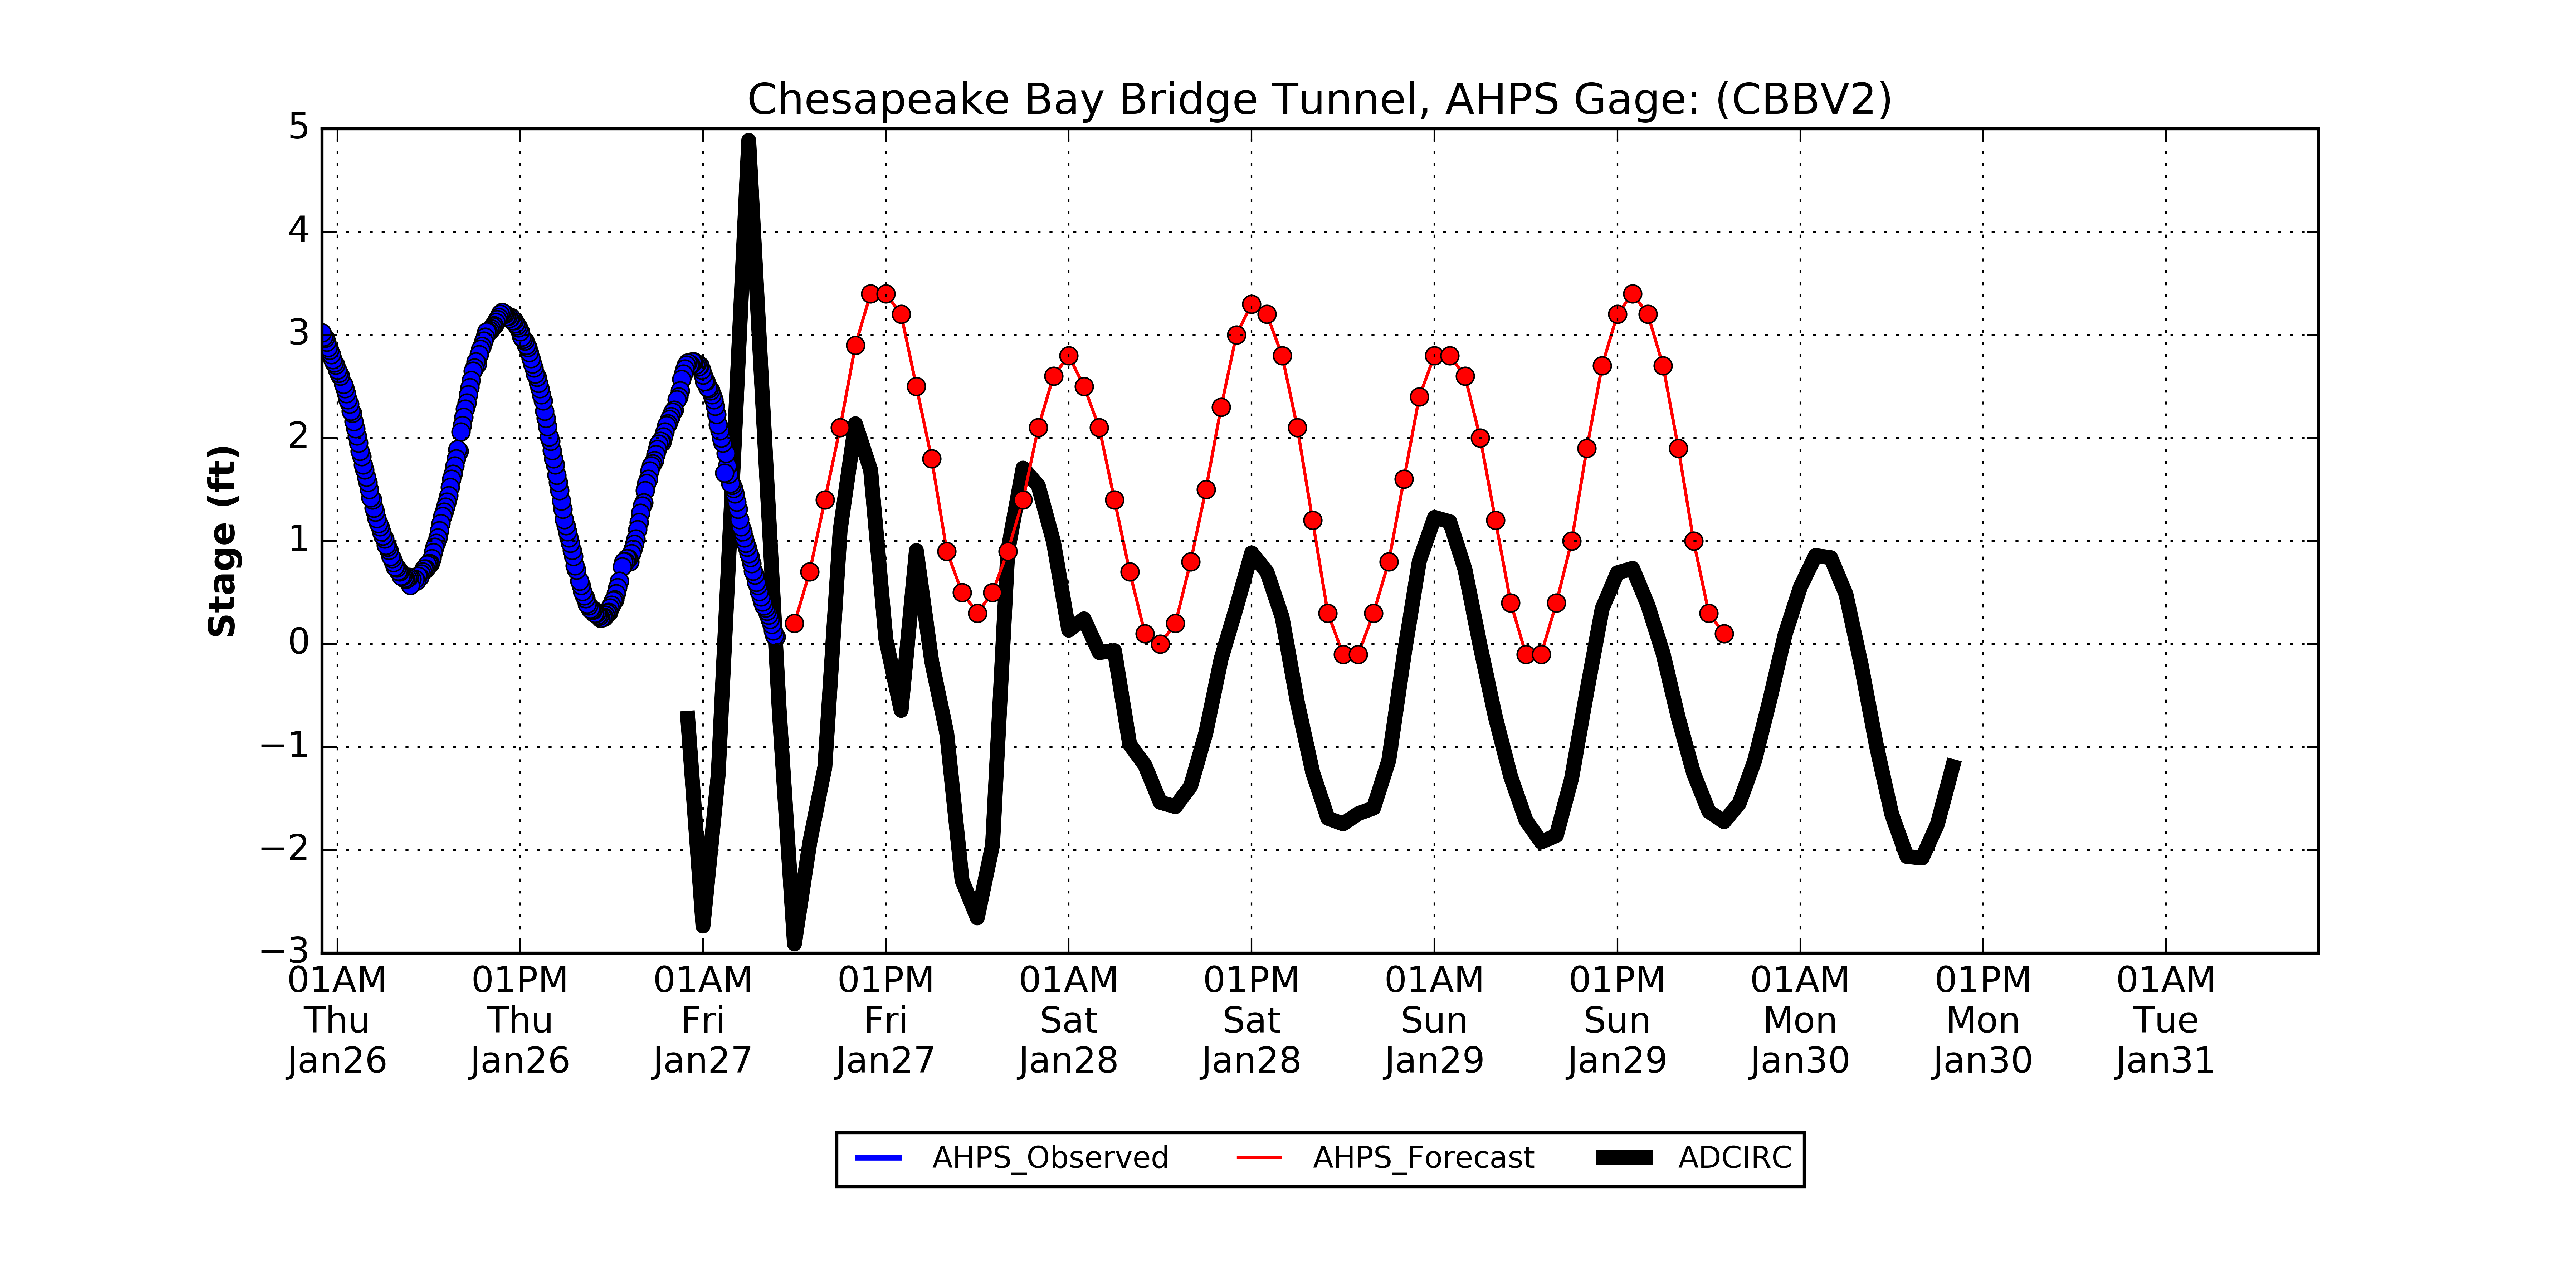 Chesapeake Bay Bridge Tunnel, AHPS Gage: (CBBV2)
5
4
3
2
1
0
−1
−2
−3
Stage (ft)
01AM 01PM 01AM 01PM 01AM 01PM 01AM 01PM 01AM 01PM 01AM
Thu Thu Fri Fri Sat Sat Sun Sun Mon Mon Tue
Jan26 Jan26 Jan27 Jan27 Jan28 Jan28 Jan29 Jan29 Jan30 Jan30 Jan31
AHPS_Observed AHPS_Forecast ADCIRC